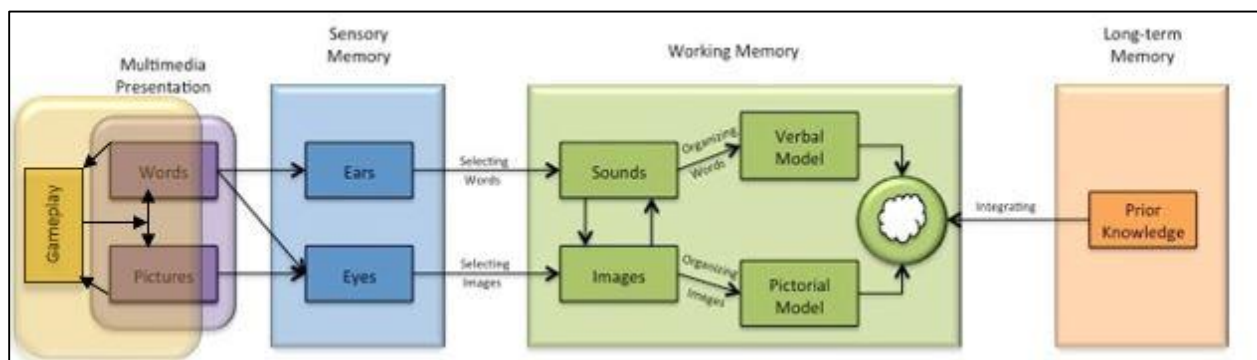 Multimedia
Presentation
Sensory
Memory
Working Memory
Long-term
Memory
Gameplay
Words
Pictures
Ears
Eyes
Selecting
Words
Selecting
Images
Sounds
Images
Organizing
Words
Organizing
Images
Verbal
Model
Pictorial
Model
Integrating
Prior
Knowledge